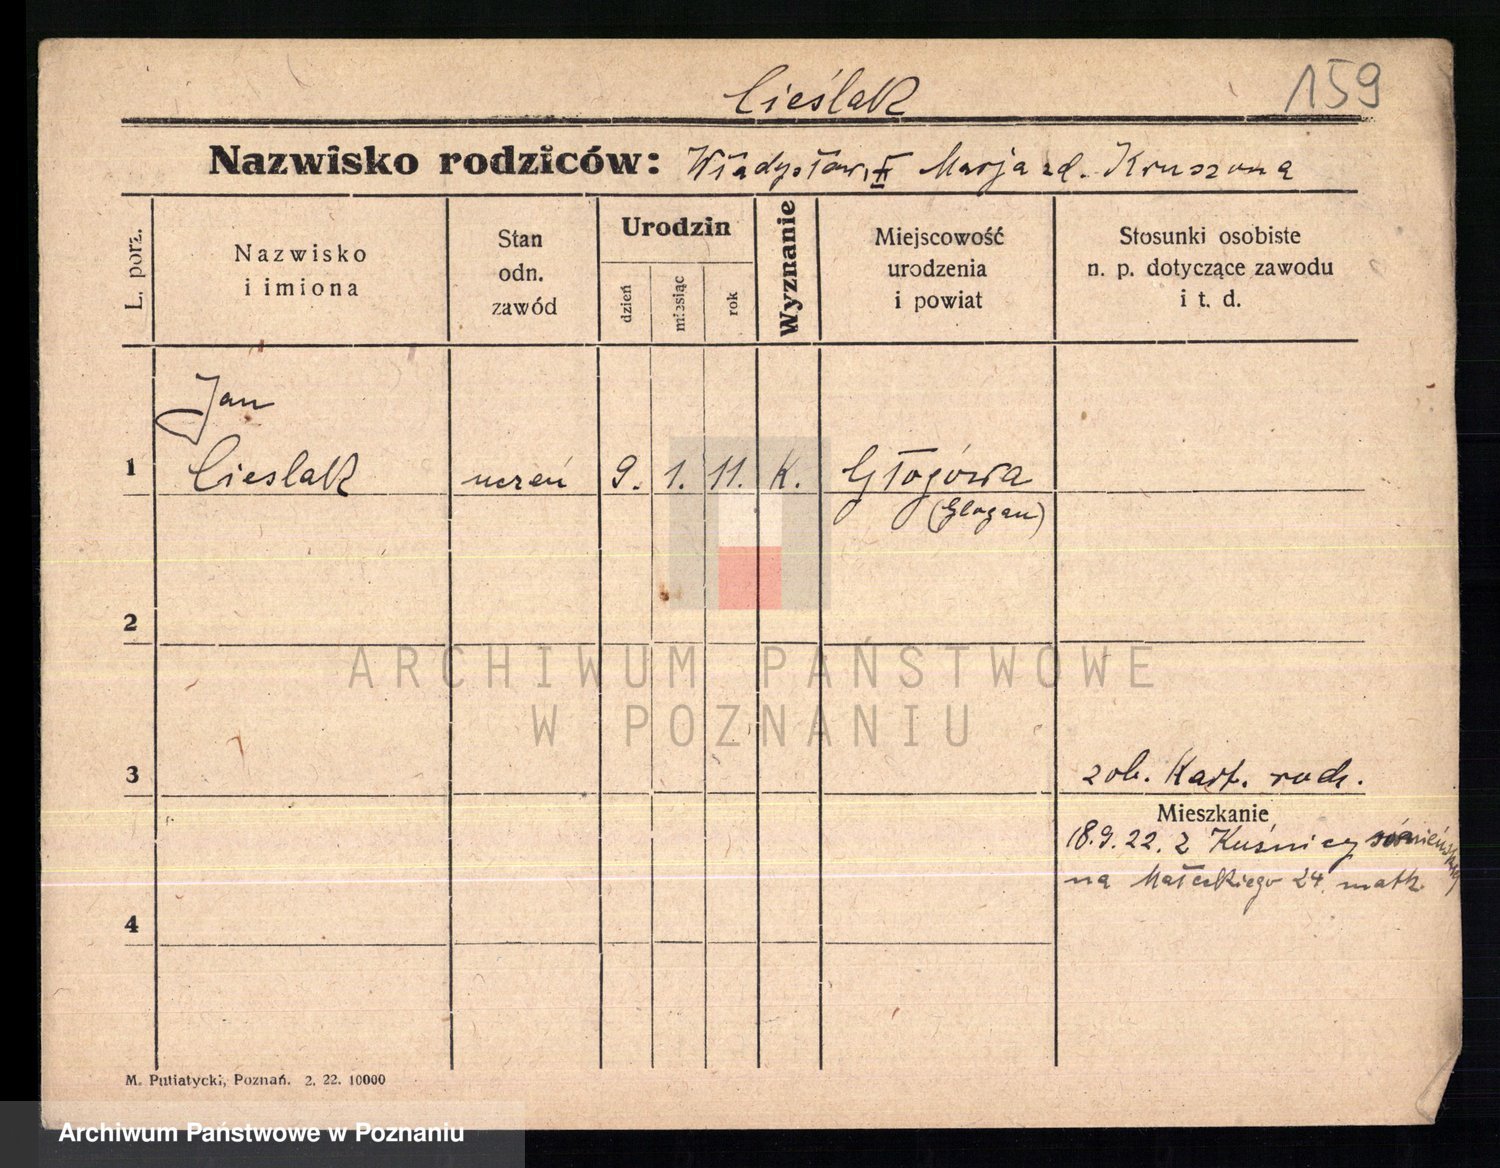 Cieślak
159
Nazwisko rodziców: Władysław, Marja zd. Kruszona
L. porz.
Nazwisko
i imiona
Stan
odn.
zawód
Urodzin
dzień
miesiąc
rok
Wyznanie
Miejscowość
urodzenia
i powiat
Stosunki osobiste
n. p. dotyczące zawodu
i t. d.
Jan
1 Cieslak uczeń 9. 1. 11. K. Głogówa
(Glogau)
2
ARCHIWUM PAŃSTWOWE
W POZNANIU
3 zob. Kart. rodz.
Mieszkanie
18.9.22. z
na Małeckiego 24. matk.
4
M. Putiatycki, Poznań. 2. 22. 10000
Archiwum Państwowe w Poznaniu